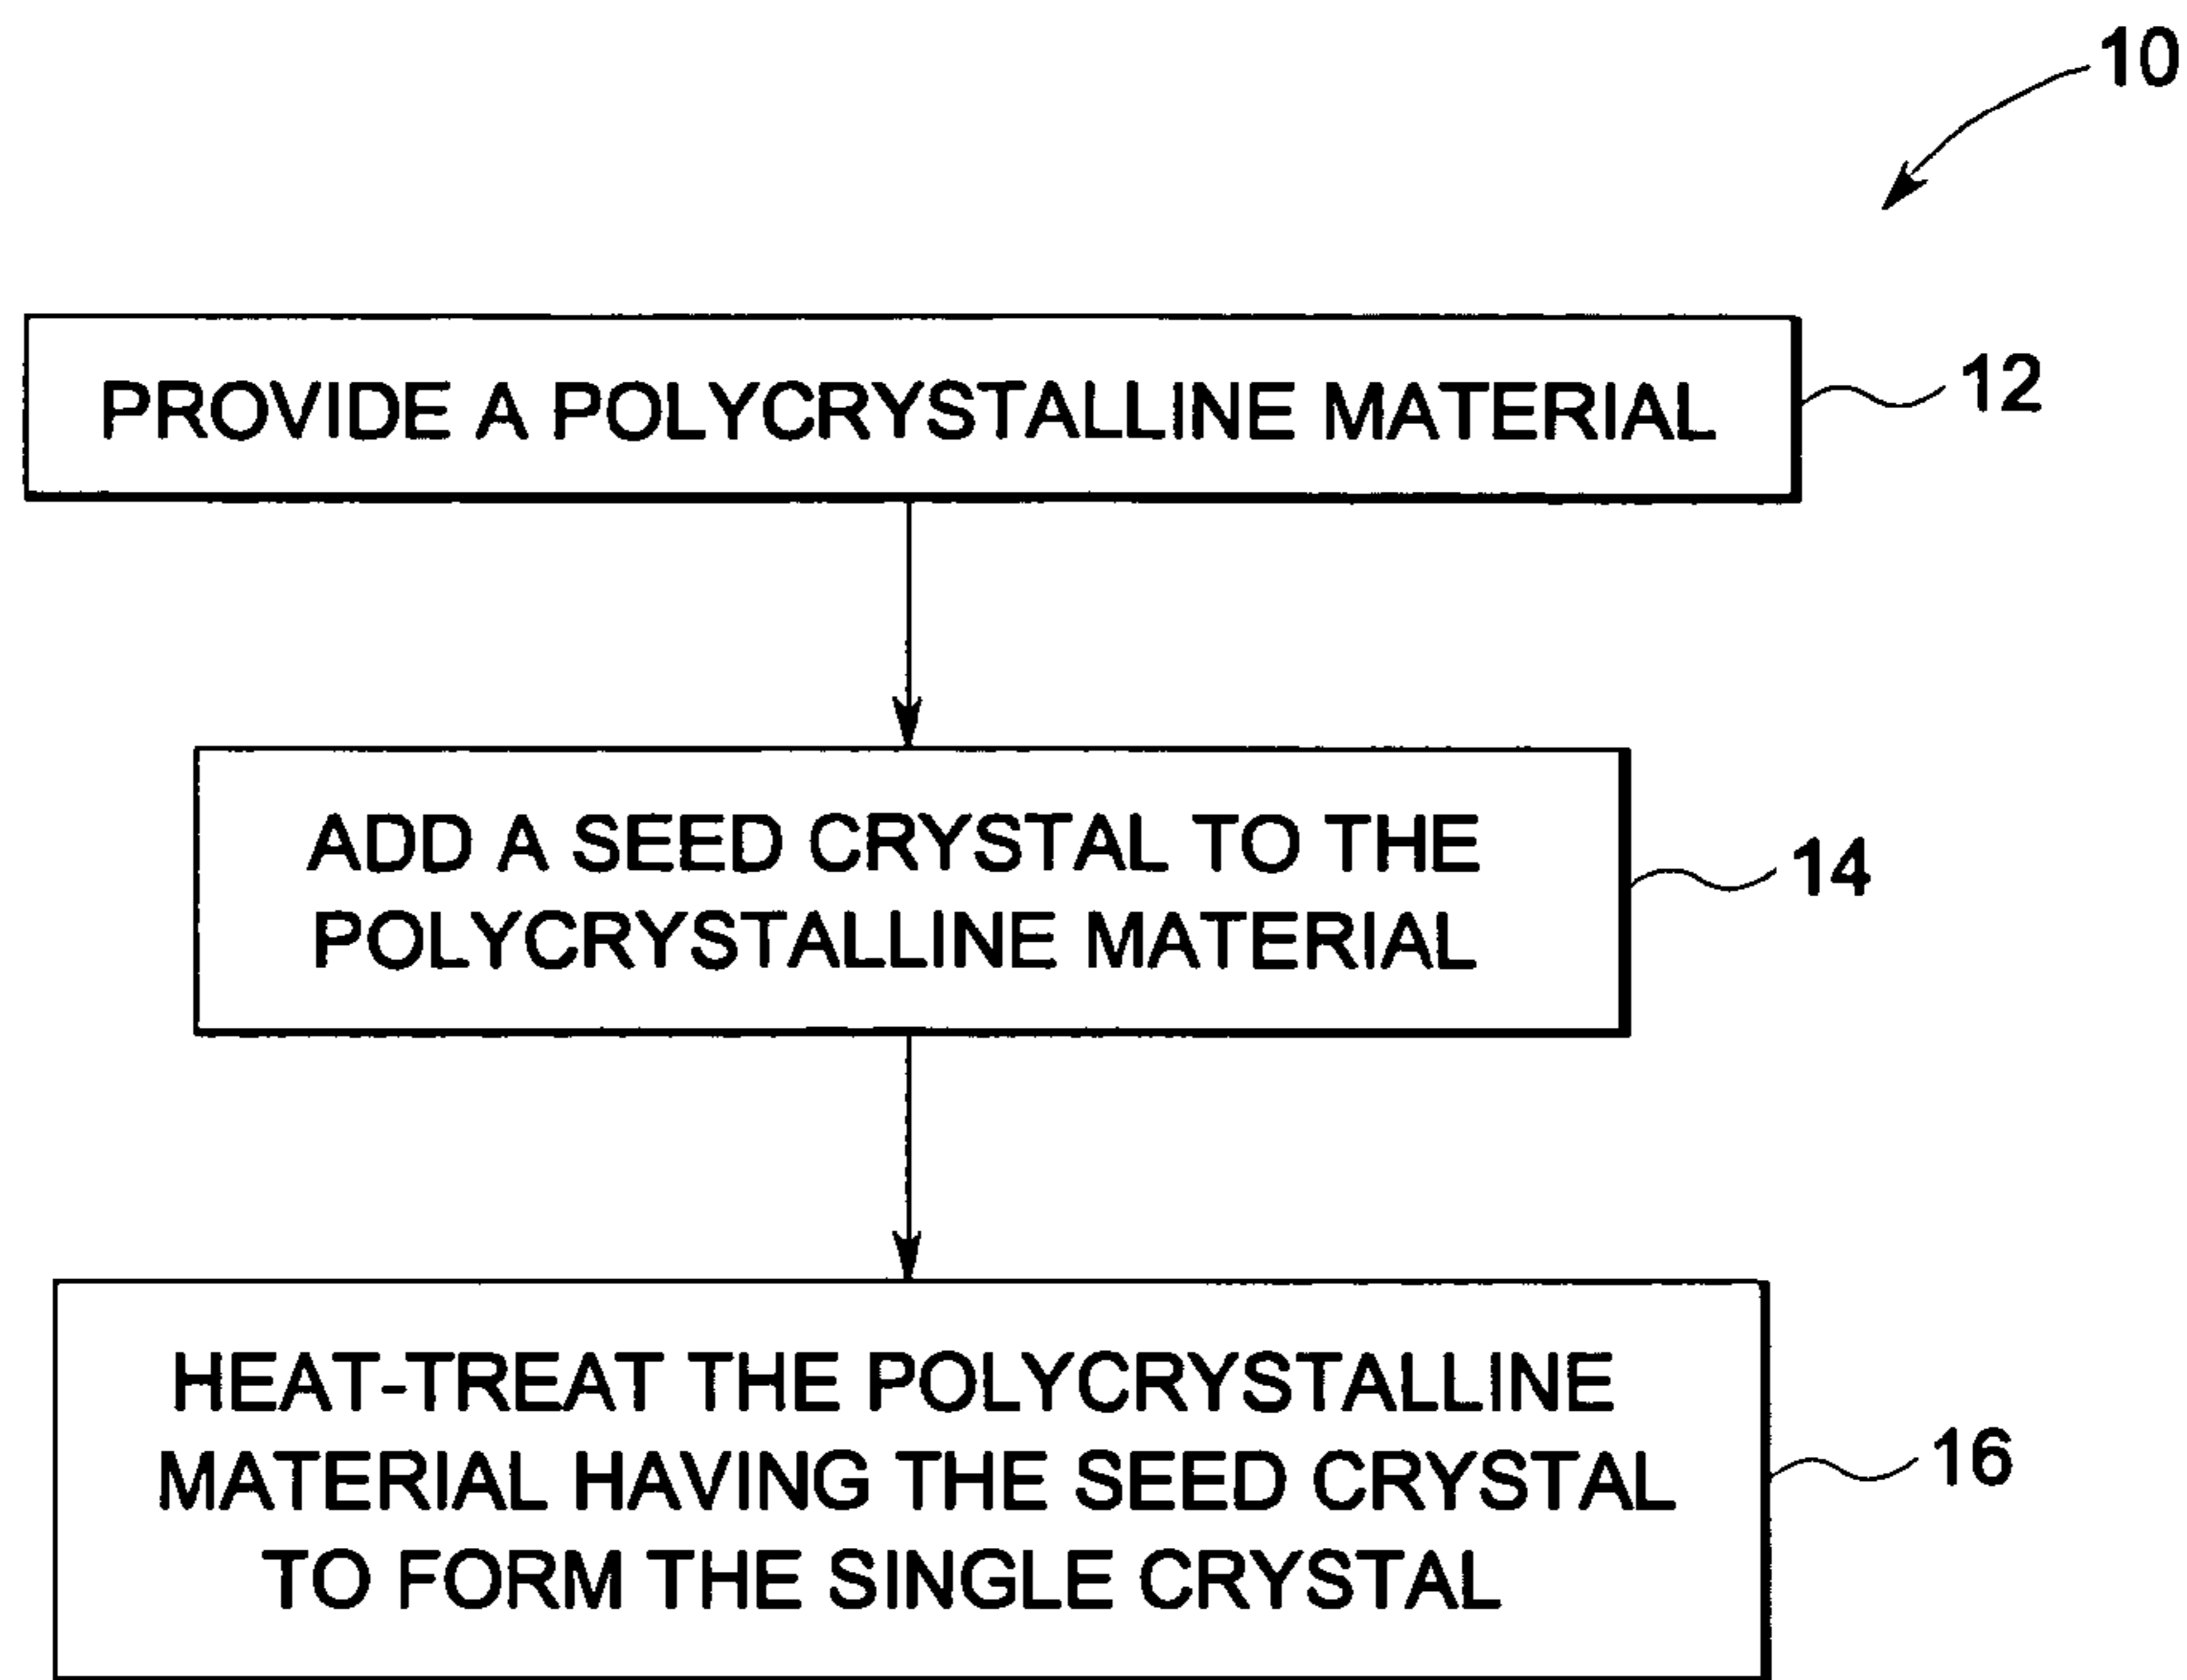 10
PROVIDE A POLYCRYSTALLINE MATERIAL
12
ADD A SEED CRYSTAL TO THE
POLYCRYSTALLINE MATERIAL
14
HEAT-TREAT THE POLYCRYSTALLINE
MATERIAL HAVING THE SEED CRYSTAL
TO FORM THE SINGLE CRYSTAL
16